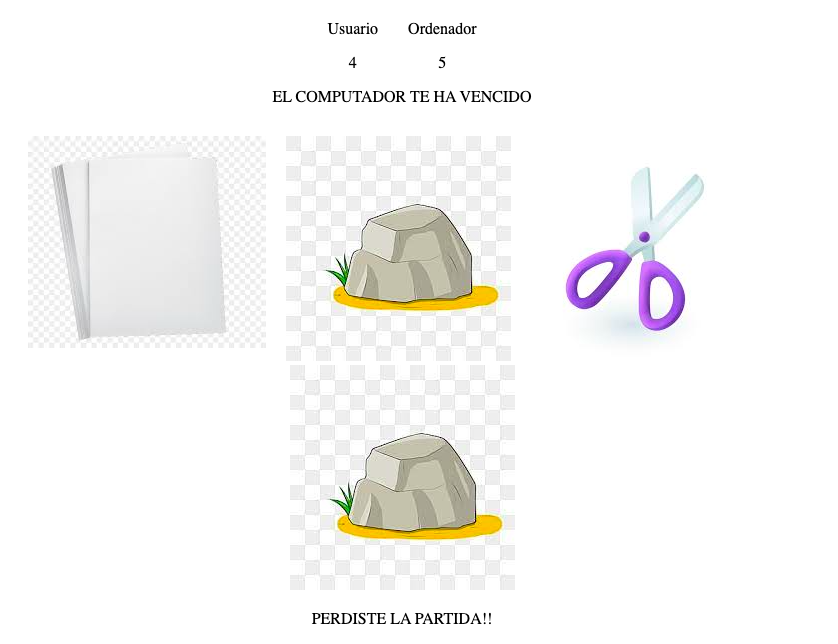 Usuario Ordenador
4 5
EL COMPUTADOR TE HA VENCIDO
PERDISTE LA PARTIDA!!